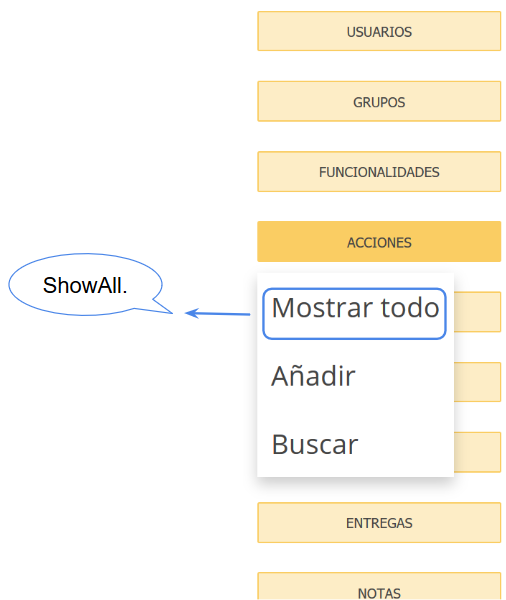 USUARIOS
GRUPOS
FUNCIONALIDADES
ACCIONES
ShowAll.
Mostrar todo
Añadir
Buscar
ENTREGAS
NOTAS